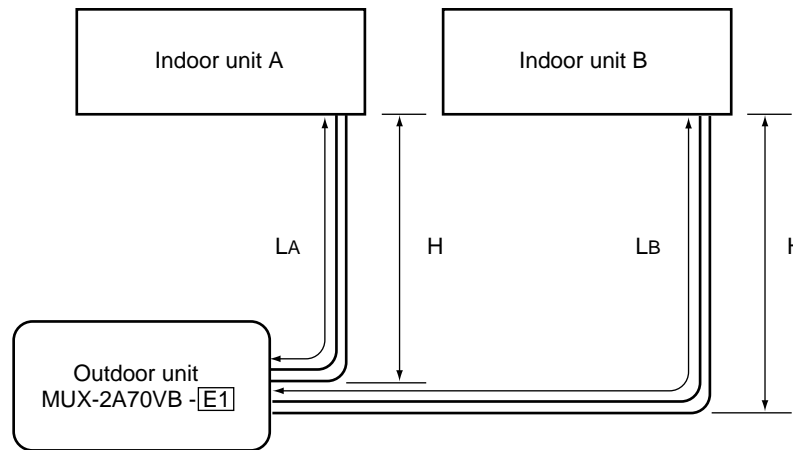 Indoor unit A
Indoor unit B
LA
H
LB
H
Outdoor unit
MUX-2A70VB - E1